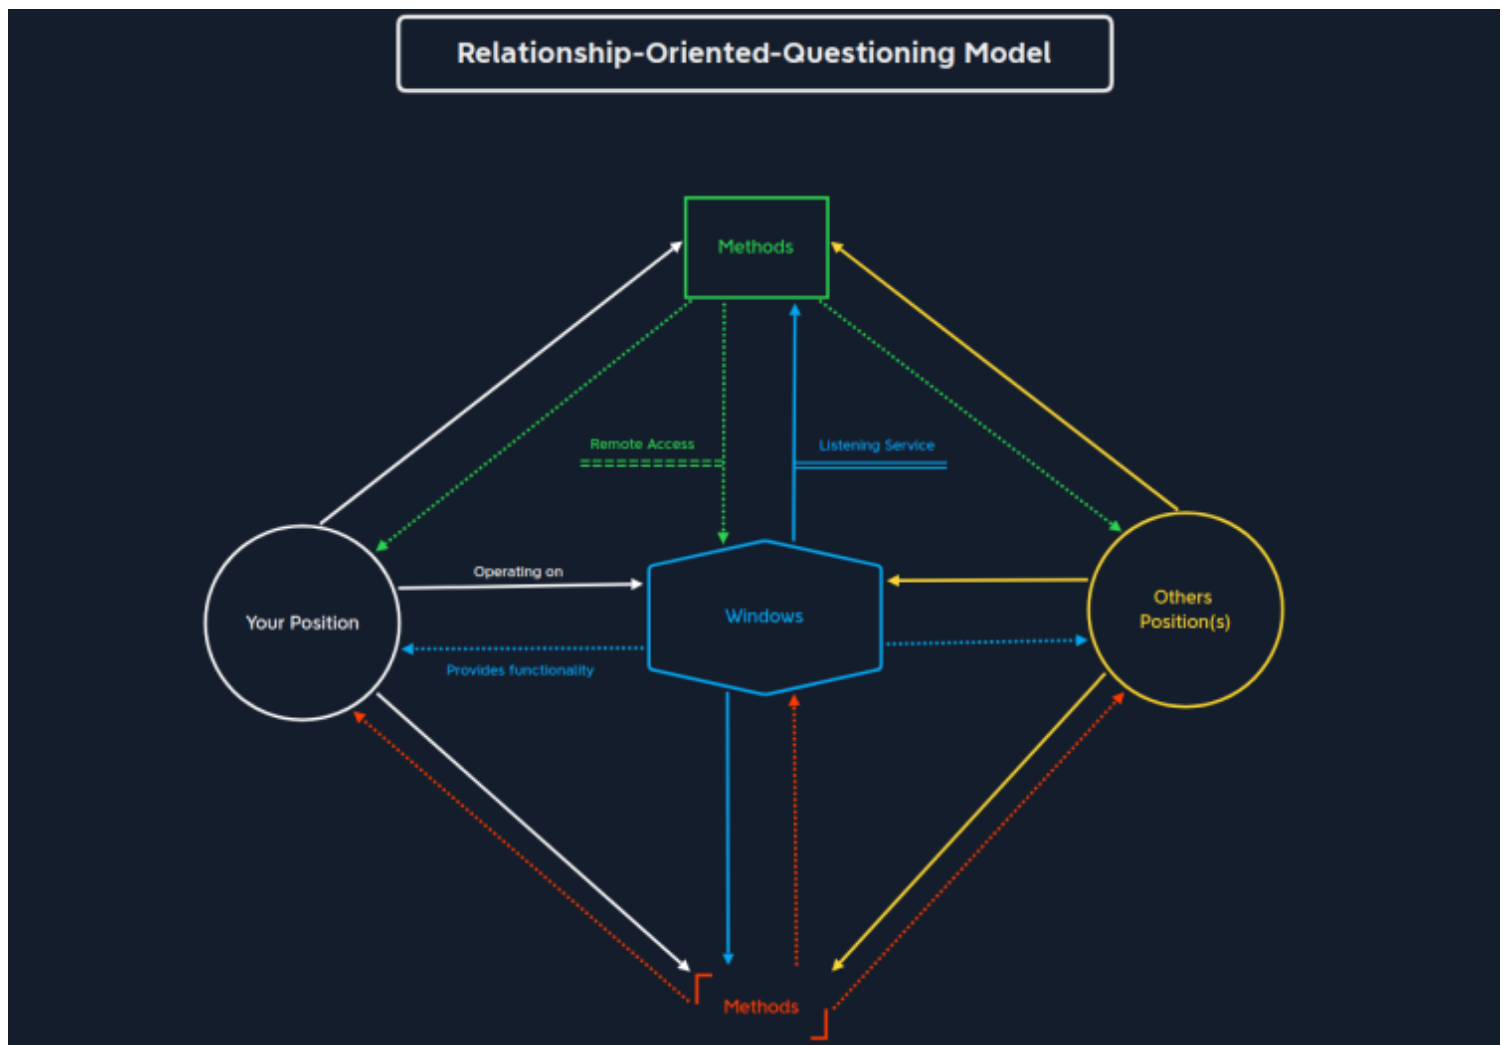 Relationship-Oriented-Questioning Model
Methods
Remote Access
Listening Service
Operating on
Your Position
Windows
Others
Position(s)
Provides functionality
Methods